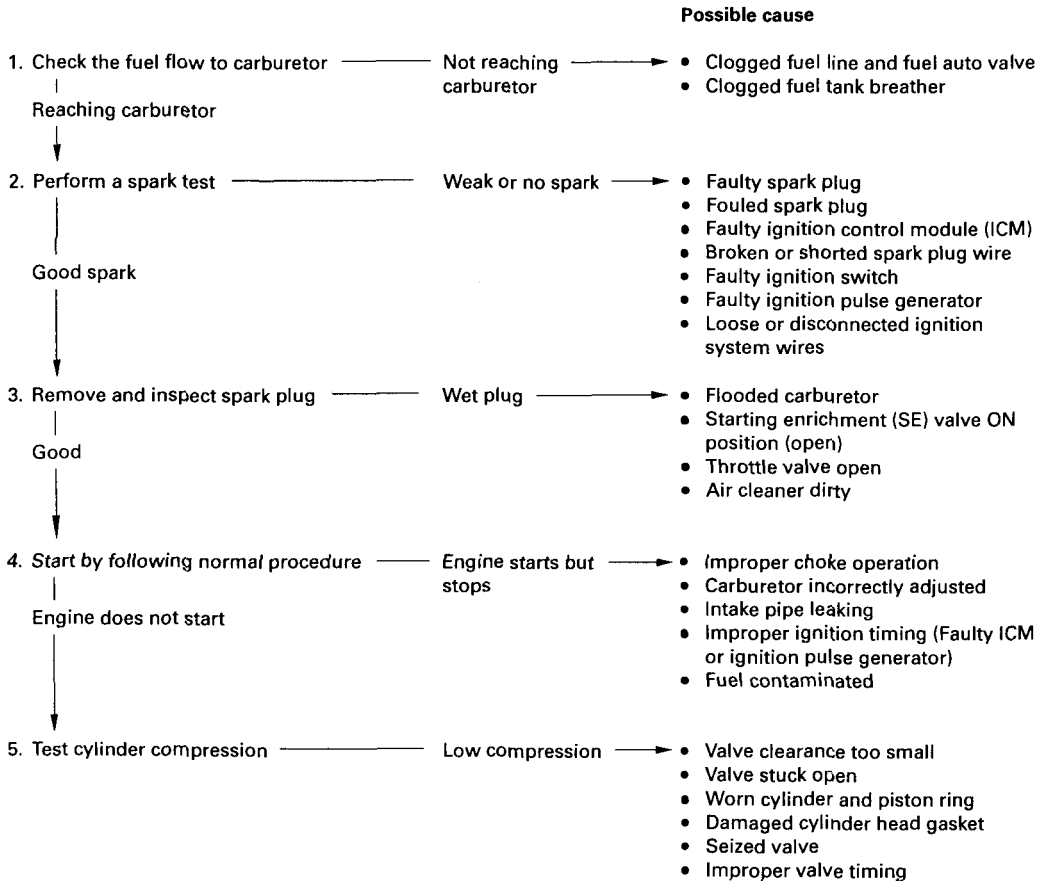 Possible cause
1. Check the fuel flow to carburetor Not reaching carburetor
• Clogged fuel line and fuel auto valve
• Clogged fuel tank breather
Reaching carburetor
2. Perform a spark test Weak or no spark
• Faulty spark plug
• Fouled spark plug
• Faulty ignition control module (ICM)
• Broken or shorted spark plug wire
• Faulty ignition switch
• Faulty ignition pulse generator
• Loose or disconnected ignition
system wires
Good spark
3. Remove and inspect spark plug Wet plug
• Flooded carburetor
• Starting enrichment (SE) valve ON
position (open)
• Throttle valve open
• Air cleaner dirty
Good
4. Start by following normal procedure Engine starts but stops
• Improper choke operation
• Carburetor incorrectly adjusted
• Intake pipe leaking
• Improper ignition timing (Faulty ICM
or ignition pulse generator)
• Fuel contaminated
Engine does not start
5. Test cylinder compression Low compression
• Valve clearance too small
• Valve stuck open
• Worn cylinder and piston ring
• Damaged cylinder head gasket
• Seized valve
• Improper valve timing